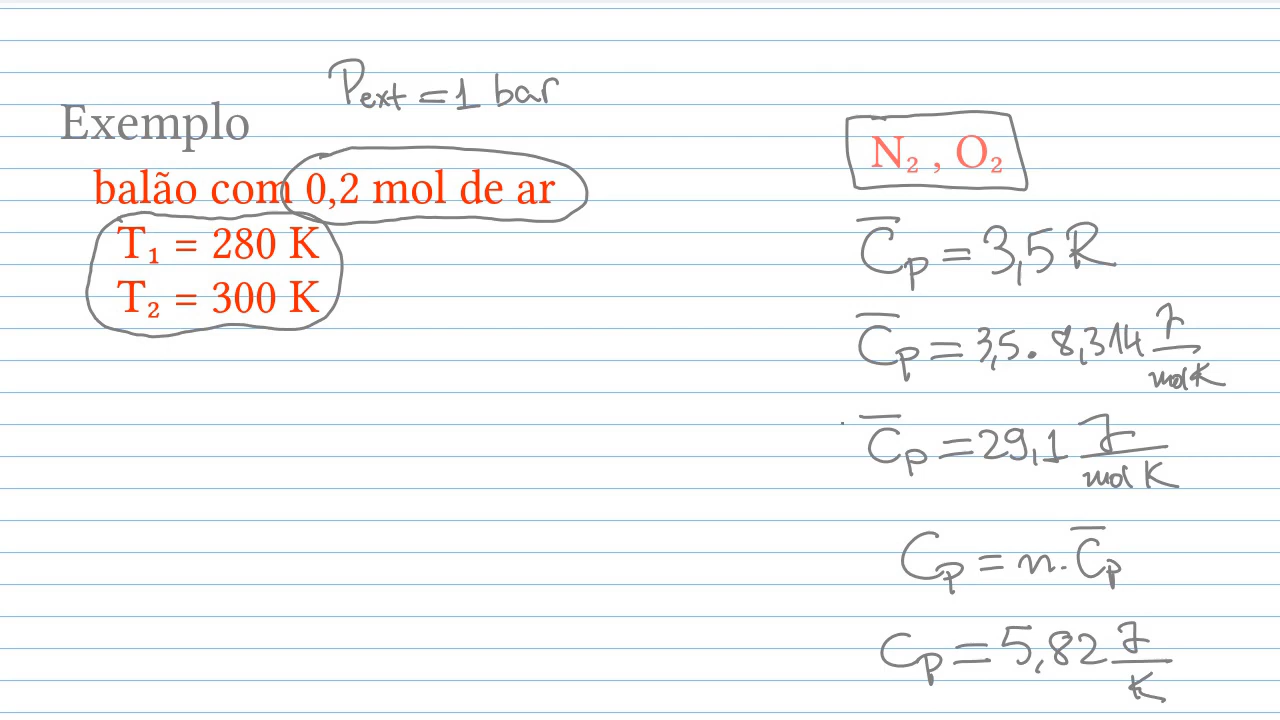 P_ext = 1 bar
Exemplo
balão com 0,2 mol de ar
T₁ = 280 K
T₂ = 300 K
N₂ , O₂
C̅p = 3,5 R
C̅p = 3,5 . 8,314 J/mol K
C̅p = 29,1 J/mol K
Cp = n . C̅p
Cp = 5,82 J/K